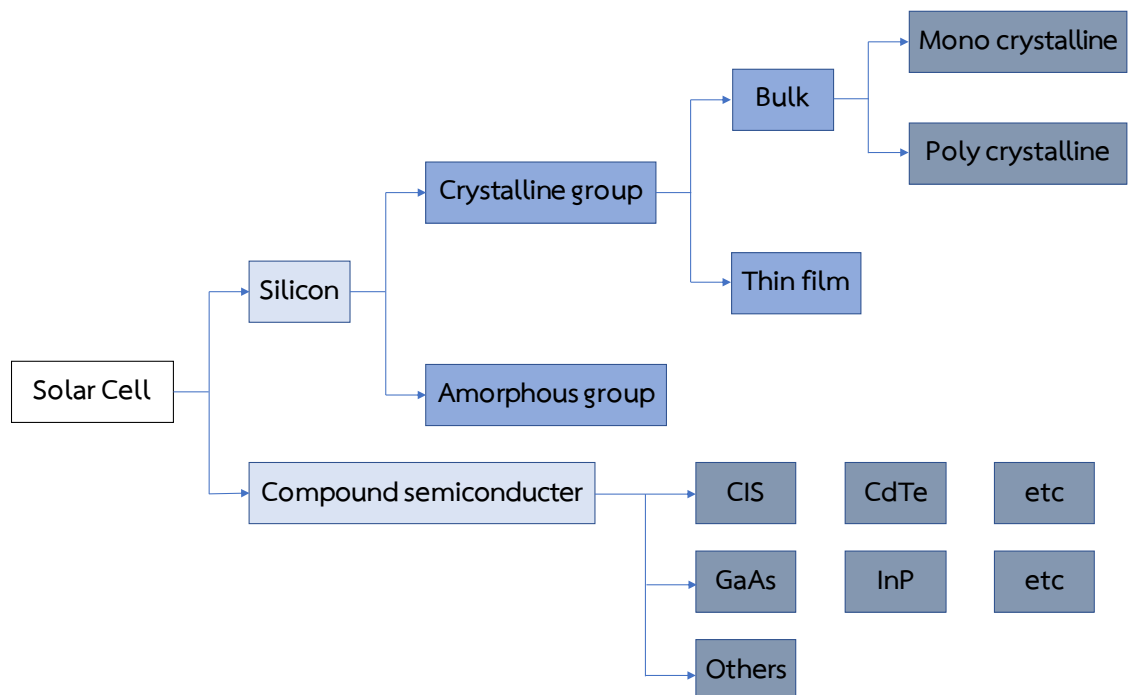 Mono crystalline
Bulk
Poly crystalline
Crystalline group
Silicon
Thin film
Solar Cell
Amorphous group
Compound semiconducter
CIS
CdTe
etc
GaAs
InP
etc
Others